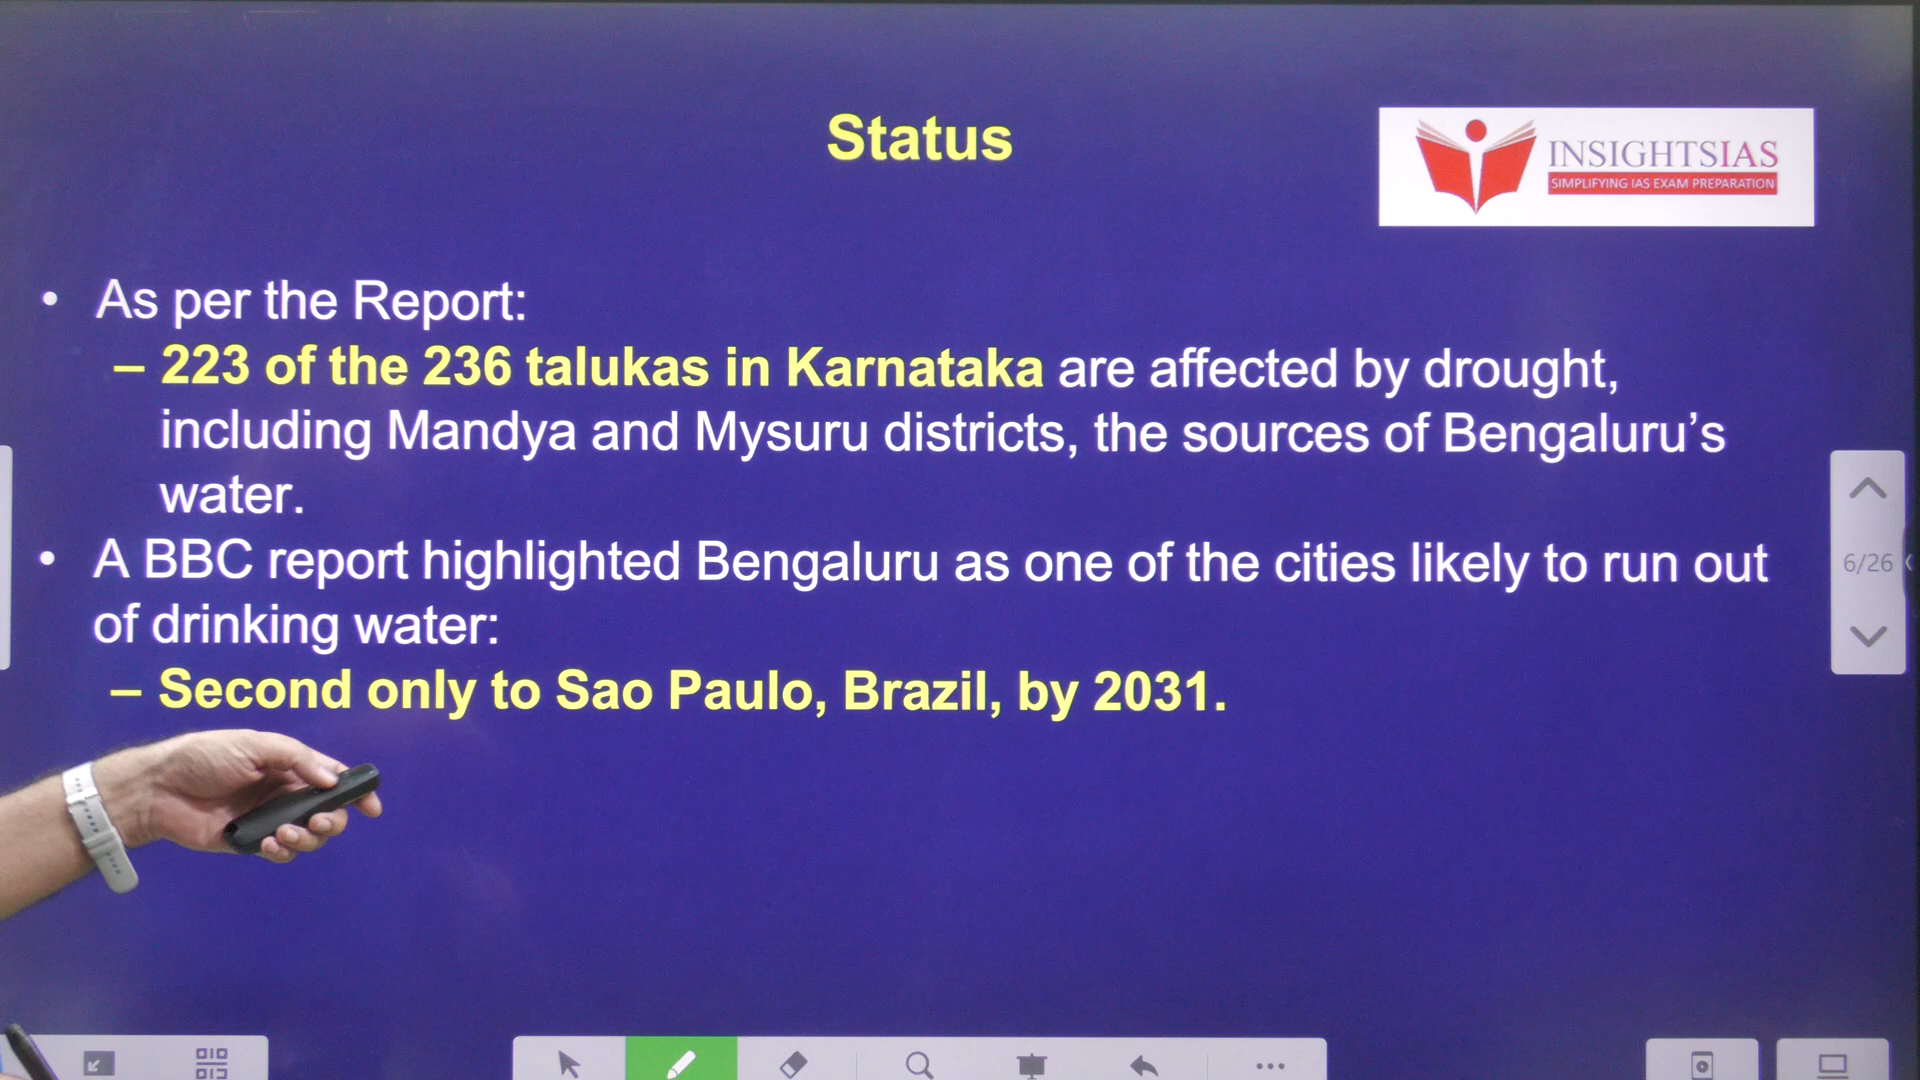 Status
INSIGHTSIAS
SIMPLIFYING IAS EXAM PREPARATION
• As per the Report:
– 223 of the 236 talukas in Karnataka are affected by drought,
including Mandya and Mysuru districts, the sources of Bengaluru’s
water.
• A BBC report highlighted Bengaluru as one of the cities likely to run out
of drinking water:
– Second only to Sao Paulo, Brazil, by 2031.
6/26